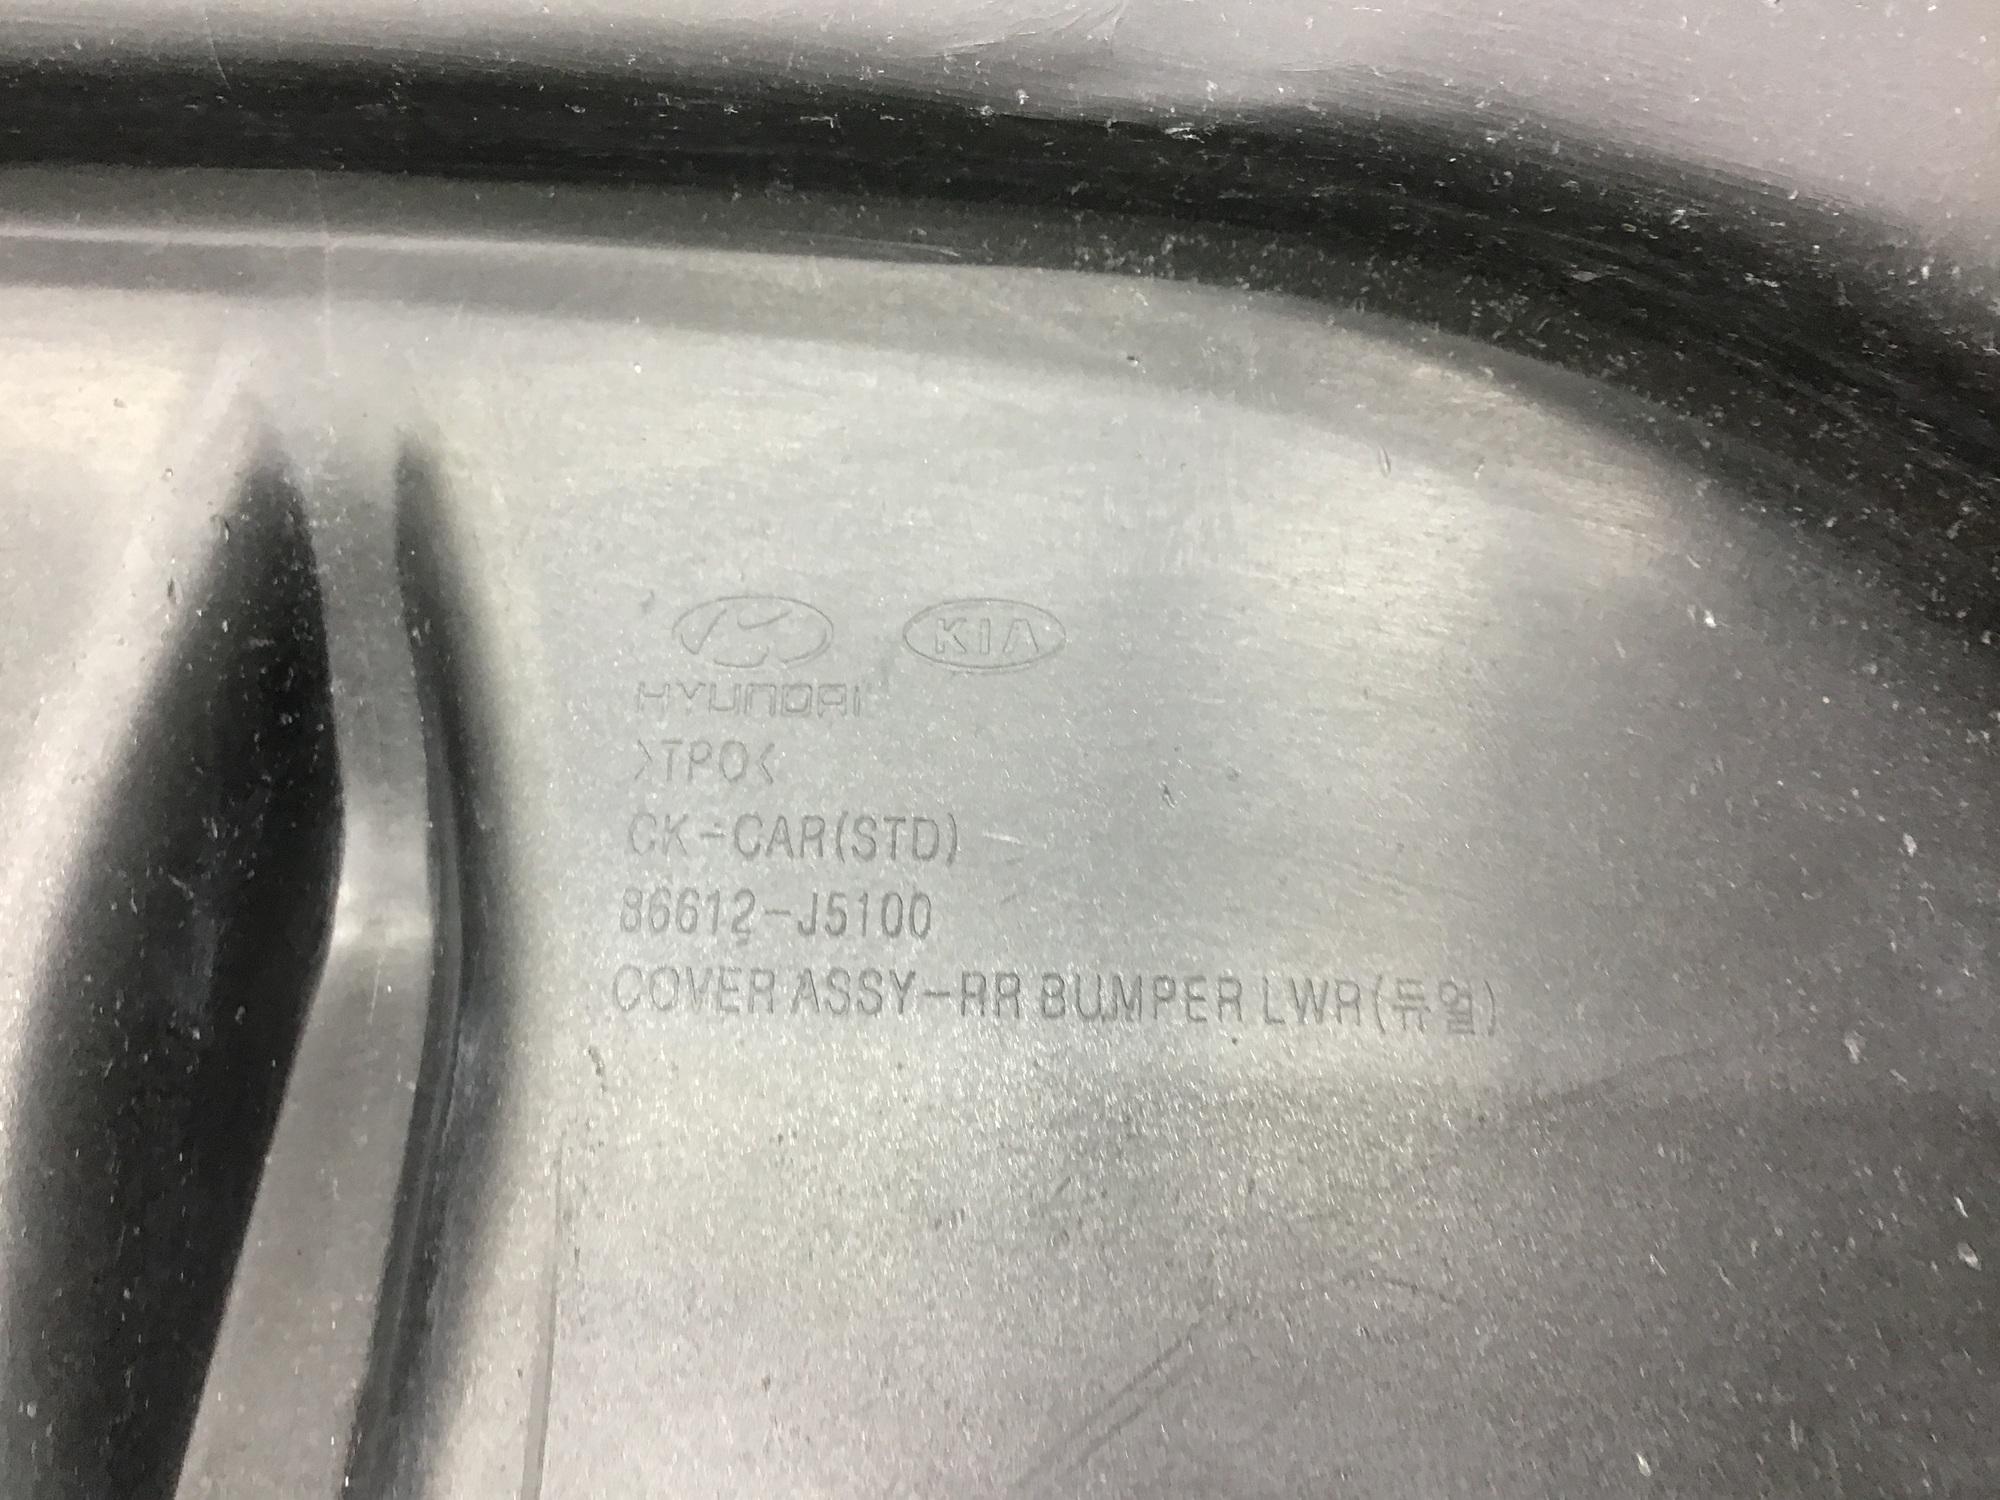 KIA
HYUNDAI
>TPO<
CK-CAR(STD)
86612-J5100
COVER ASSY-RR BUMPER LWR(듀얼)